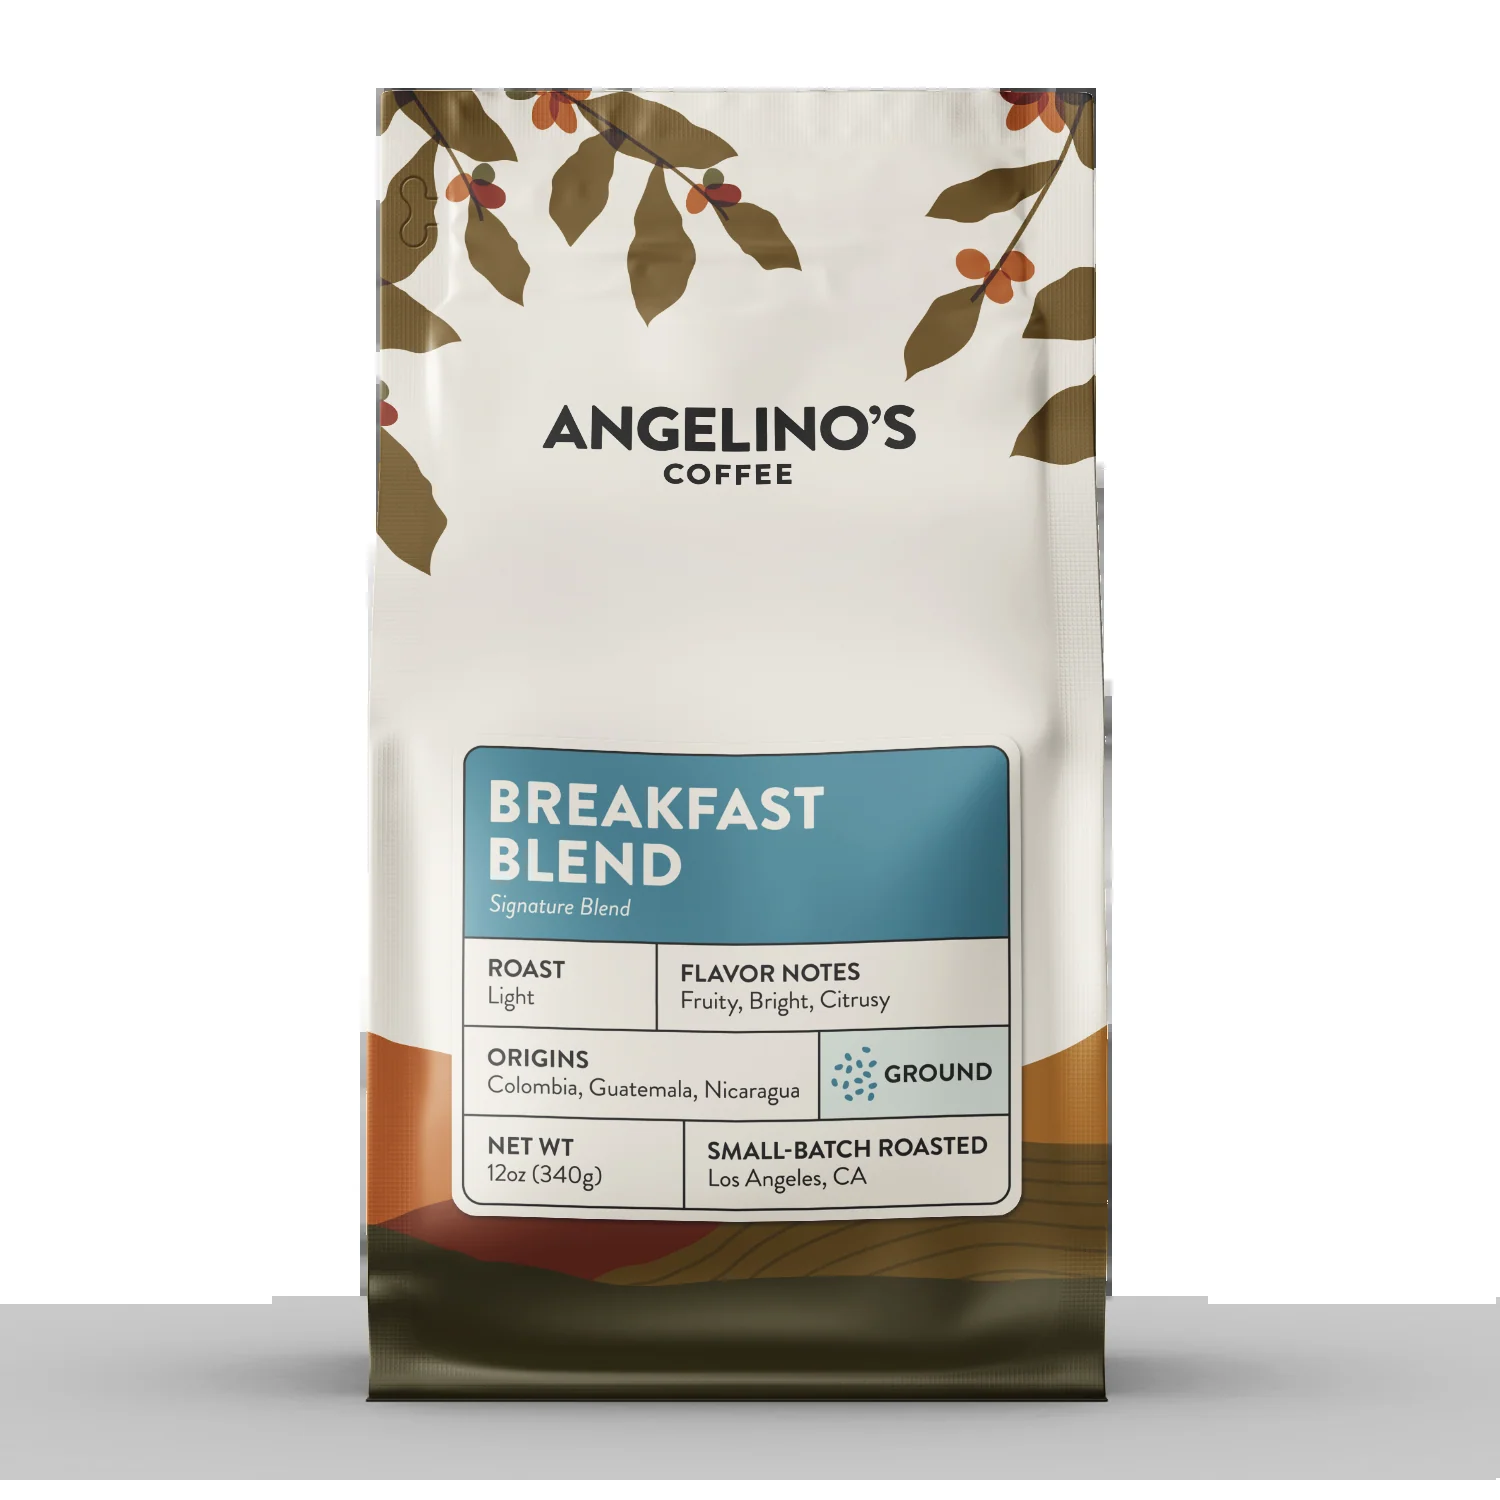 ANGELINO'S
COFFEE
BREAKFAST
BLEND
Signature Blend
ROAST
Light
FLAVOR NOTES
Fruity, Bright, Citrusy
ORIGINS
Colombia, Guatemala, Nicaragua
GROUND
NET WT
12oz (340g)
SMALL-BATCH ROASTED
Los Angeles, CA